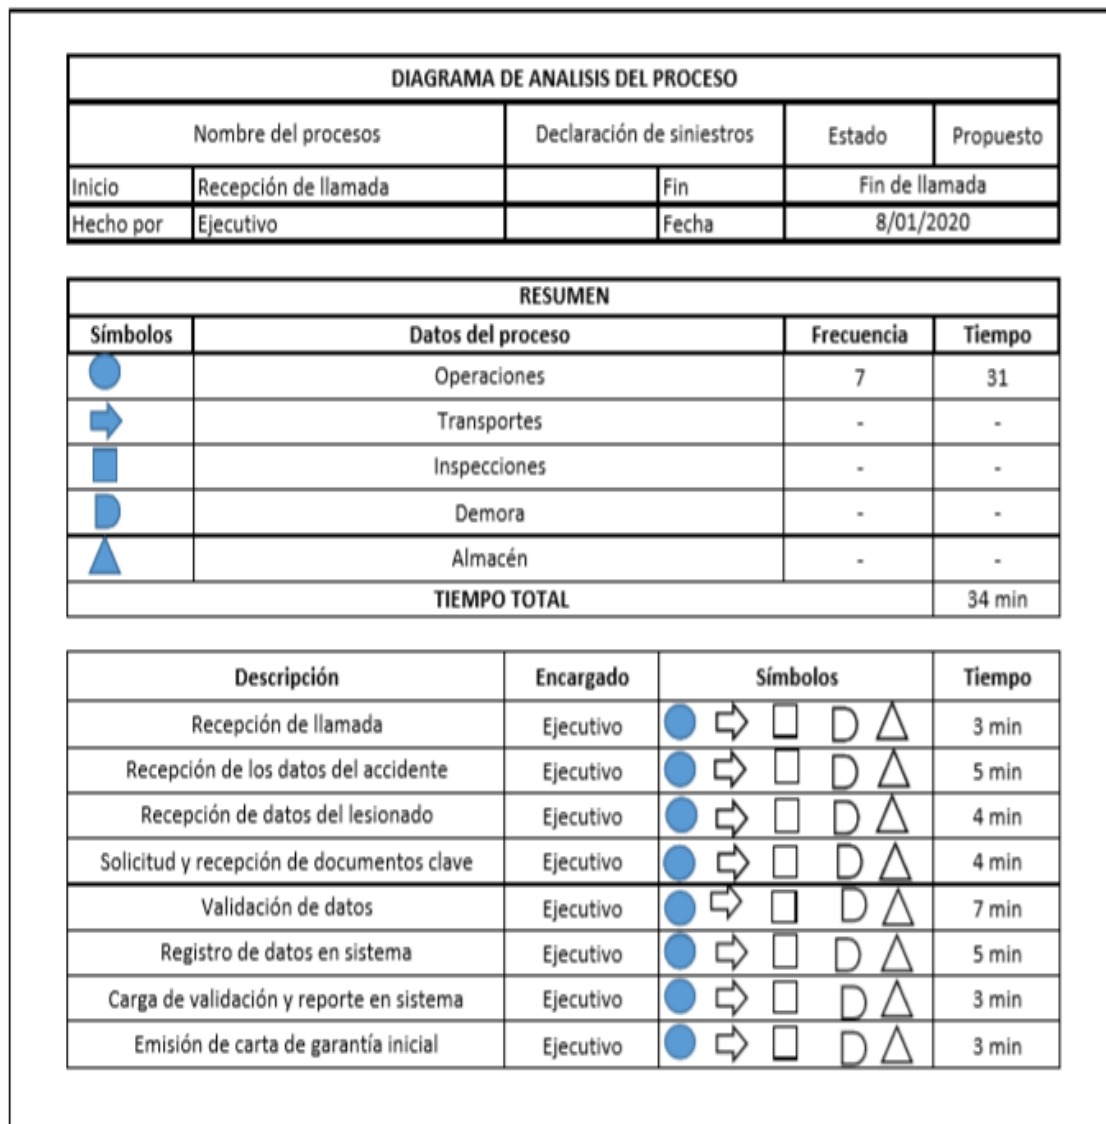 DIAGRAMA DE ANALISIS DEL PROCESO
Nombre del procesos Declaración de siniestros Estado Propuesto
Inicio Recepción de llamada Fin Fin de llamada
Hecho por Ejecutivo Fecha 8/01/2020
RESUMEN
Símbolos Datos del proceso Frecuencia Tiempo
Operaciones 7 31
Transportes - -
Inspecciones - -
Demora - -
Almacén - -
TIEMPO TOTAL 34 min
Descripción Encargado Símbolos Tiempo
Recepción de llamada Ejecutivo 3 min
Recepción de los datos del accidente Ejecutivo 5 min
Recepción de datos del lesionado Ejecutivo 4 min
Solicitud y recepción de documentos clave Ejecutivo 4 min
Validación de datos Ejecutivo 7 min
Registro de datos en sistema Ejecutivo 5 min
Carga de validación y reporte en sistema Ejecutivo 3 min
Emisión de carta de garantía inicial Ejecutivo 3 min